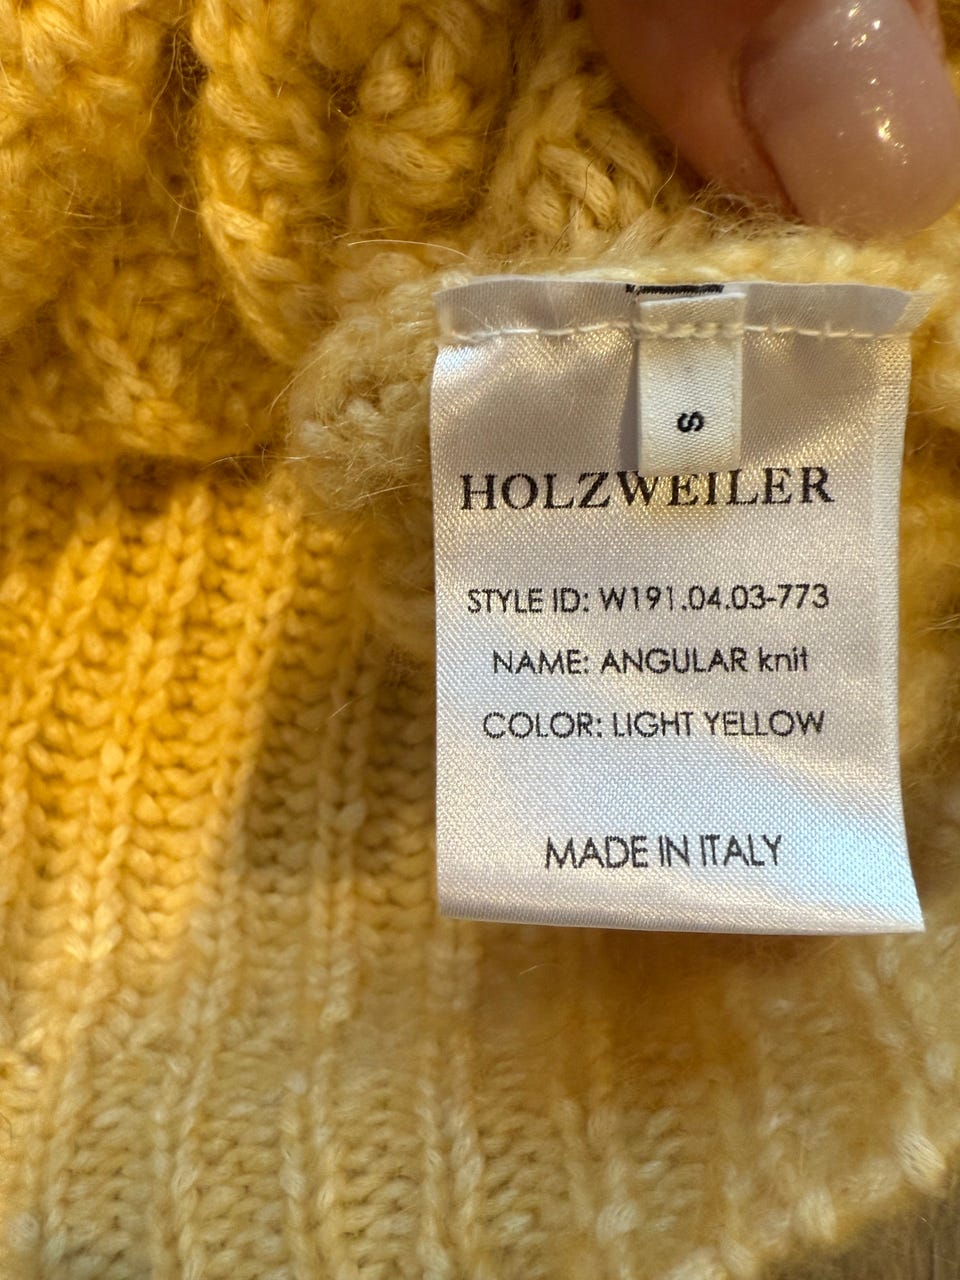 S
HOLZWEILER
STYLE ID: W191.04.03-773
NAME: ANGULAR knit
COLOR: LIGHT YELLOW
MADE IN ITALY